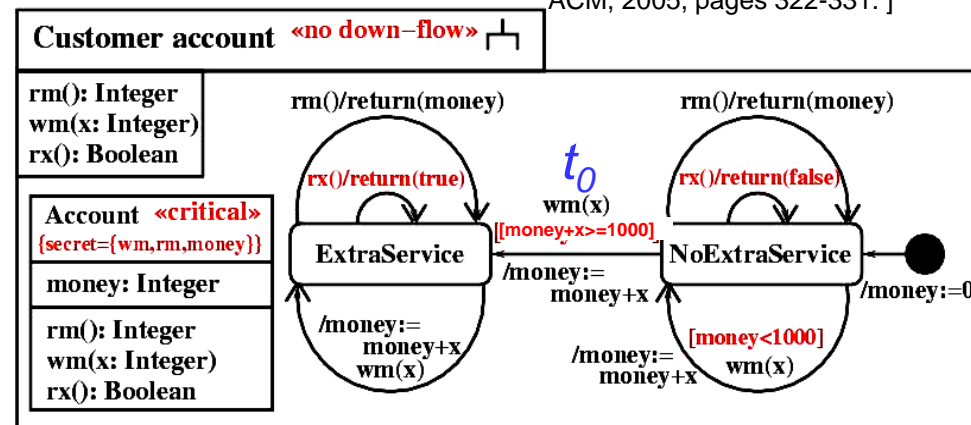 ACM, 2005, pages 322-331. ]
Customer account «no down-flow»
rm(): Integer
wm(x: Integer)
rx(): Boolean
Account «critical»
{secret={wm,rm,money}}
money: Integer
rm(): Integer
wm(x: Integer)
rx(): Boolean
rm()/return(money)
rx()/return(true)
ExtraService
/money:=
money+x
wm(x)
t0
wm(x)
[[money+x>=1000]
/money:=
money+x
rm()/return(money)
rx()/return(false)
NoExtraService
/money:=0
[money<1000]
wm(x)
/money:=
money+x